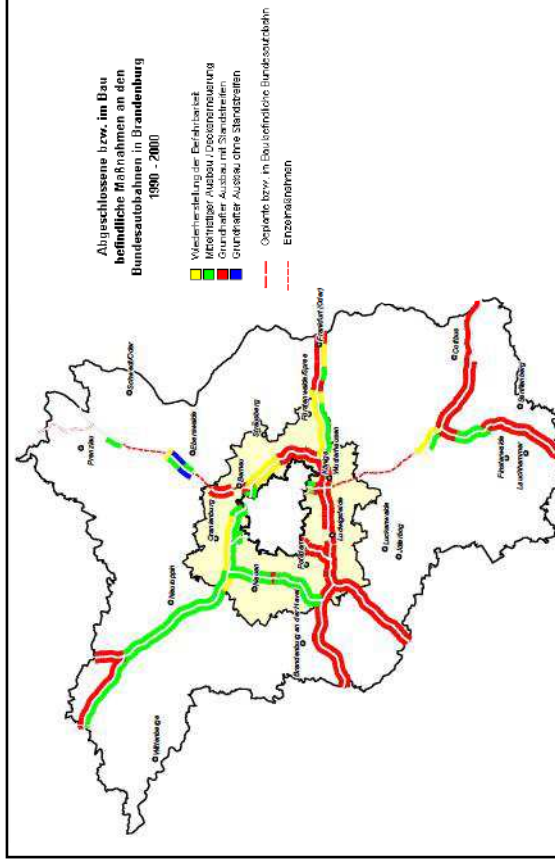 Abgeschlossene bzw. im Bau
befindliche Maßnahmen an den
Bundesautobahnen in Brandenburg
1990 - 2000
Wiederherstellung der Befahrbarkeit
Mittelfristiger Ausbau / Deckenerneuerung
Grundhafter Ausbau mit Standstreifen
Grundhafter Ausbau ohne Standstreifen
Geplante bzw. im Bau befindliche Bundesautobahn
Einzelmaßnahmen
Prenzlau
Schwedt/Oder
Wittenberge
Neuruppin
Eberswalde
Oranienburg
Bernau
Strausberg
Nauen
Fürstenwalde/Spree
Frankfurt (Oder)
Potsdam
Königs
Wusterhausen
Brandenburg an der Havel
Ludwigsfelde
Luckenwalde
Jüterbog
Cottbus
Finsterwalde
Lauchhammer
Senftenberg